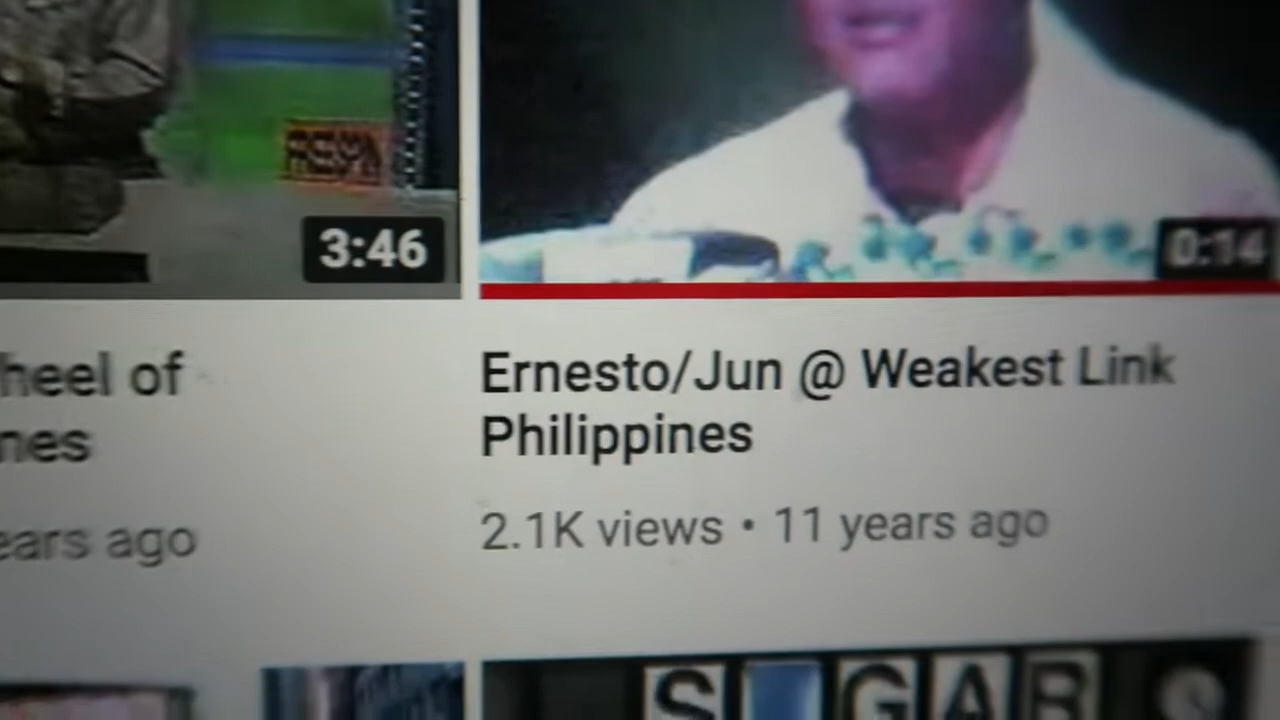 3:46
0:14
heel of
nes
ears ago
Ernesto/Jun @ Weakest Link
Philippines
2.1K views • 11 years ago
S GAR